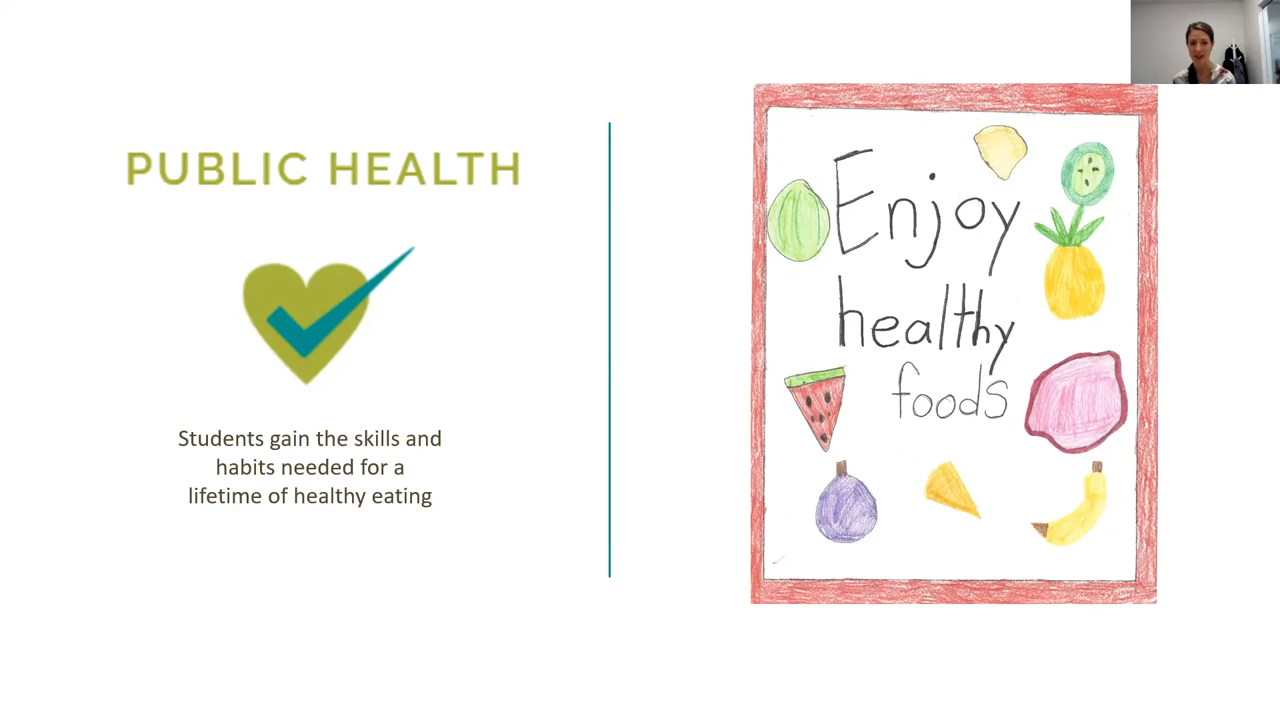 PUBLIC HEALTH
Students gain the skills and
habits needed for a
lifetime of healthy eating
Enjoy
healthy
foods